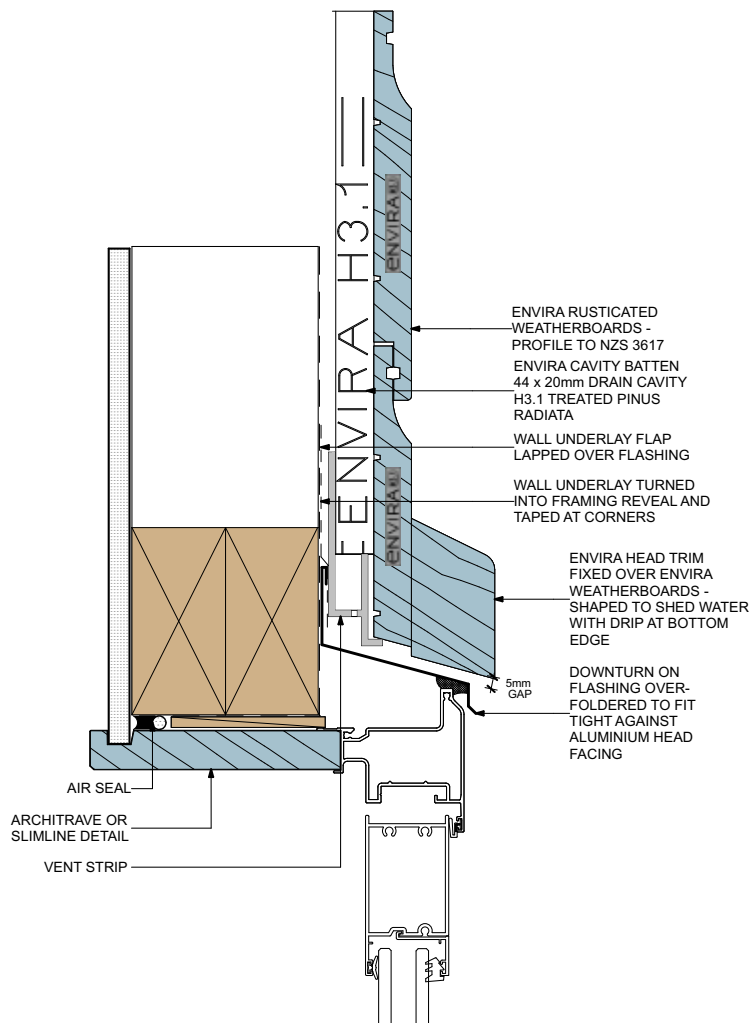 ENVIRA H3.1
ENVIRA
ENVIRA
ENVIRA RUSTICATED
WEATHERBOARDS -
PROFILE TO NZS 3617
ENVIRA CAVITY BATTEN
44 x 20mm DRAIN CAVITY
H3.1 TREATED PINUS
RADIATA
WALL UNDERLAY FLAP
LAPPED OVER FLASHING
WALL UNDERLAY TURNED
INTO FRAMING REVEAL AND
TAPED AT CORNERS
ENVIRA HEAD TRIM
FIXED OVER ENVIRA
WEATHERBOARDS -
SHAPED TO SHED WATER
WITH DRIP AT BOTTOM
EDGE
5mm
GAP
DOWNTURN ON
FLASHING OVER-
FOLDERED TO FIT
TIGHT AGAINST
ALUMINIUM HEAD
FACING
AIR SEAL
ARCHITRAVE OR
SLIMLINE DETAIL
VENT STRIP